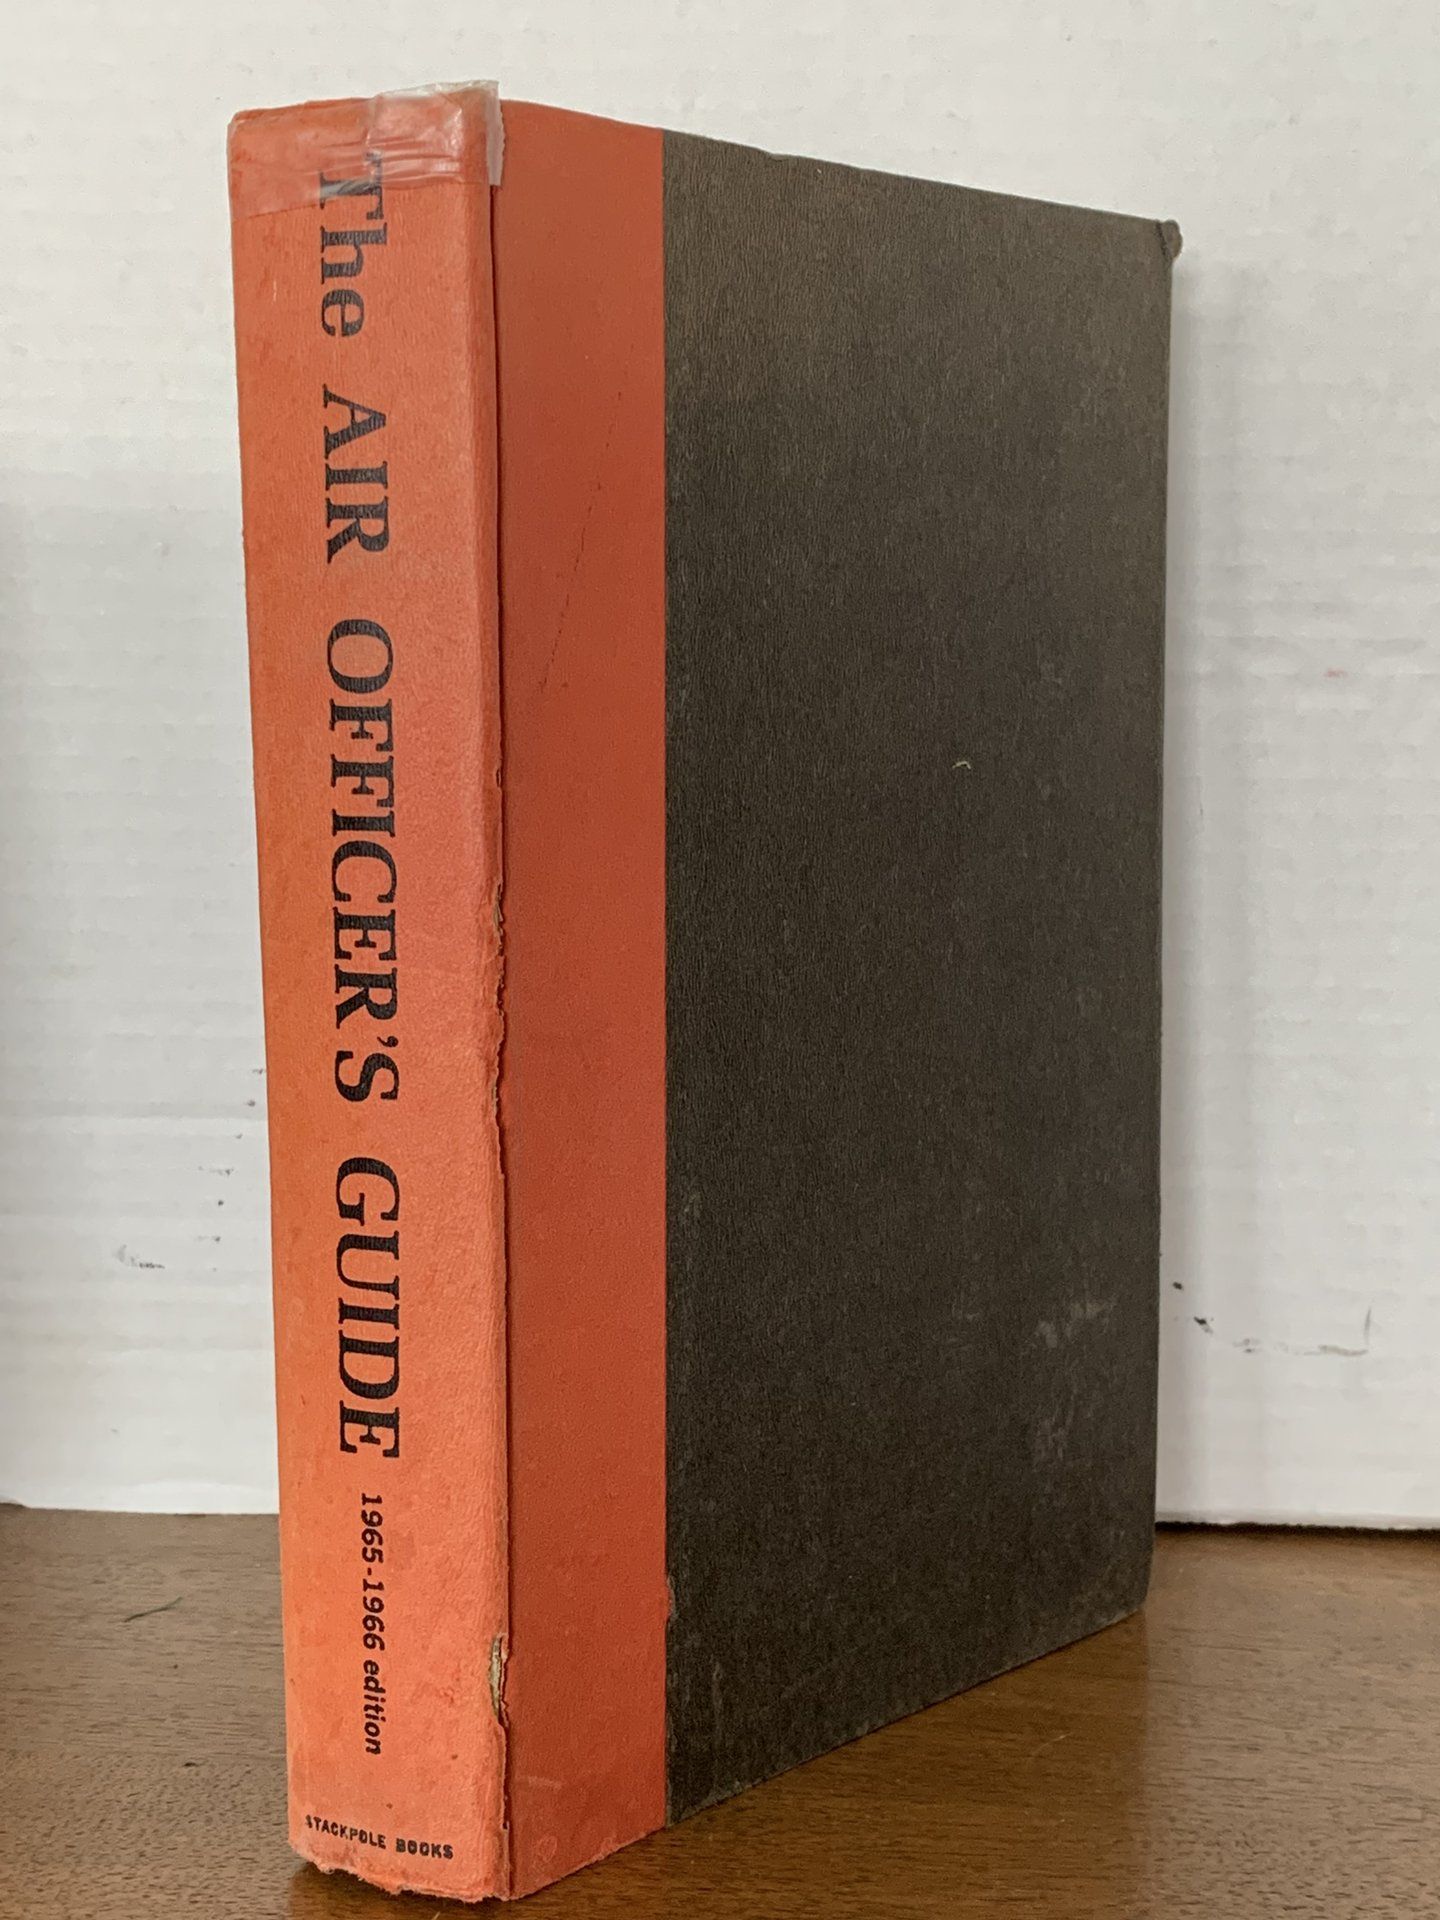 The AIR OFFICER'S GUIDE 1965-1966 edition
STACKPOLE BOOKS